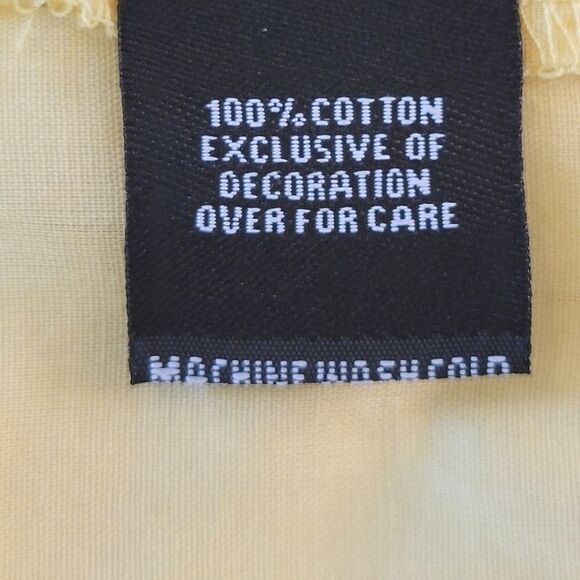 100% COTTON
EXCLUSIVE OF
DECORATION
OVER FOR CARE
MACHINE WASH COLD